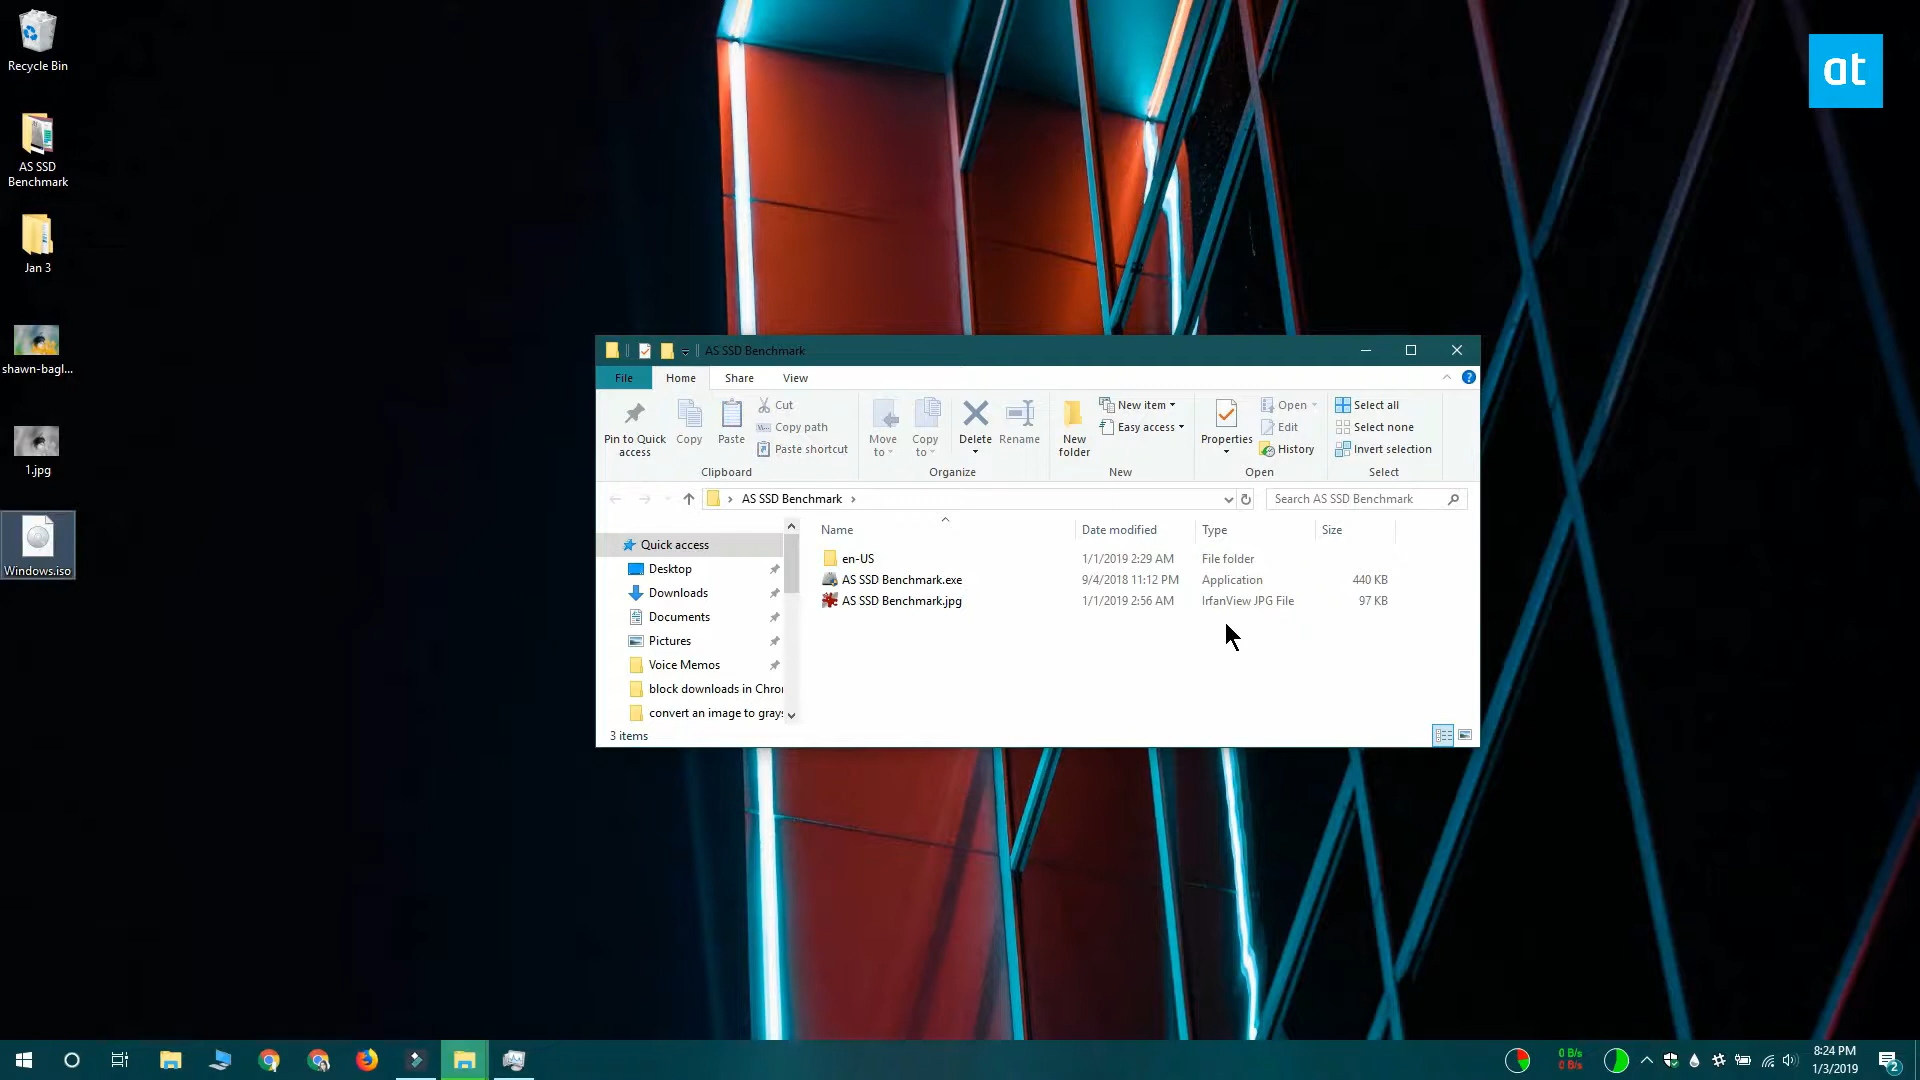 Recycle Bin
AS SSD
Benchmark
Jan 3
shawn-bagl...
1.jpg
Windows.iso
at
AS SSD Benchmark
File
Home
Share
View
Pin to Quick
access
Copy
Paste
Cut
Copy path
Paste shortcut
Clipboard
Move
to
Copy
to
Delete
Rename
Organize
New
folder
New item
Easy access
New
Properties
Open
Edit
History
Open
Select all
Select none
Invert selection
Select
AS SSD Benchmark
Search AS SSD Benchmark
Name
Date modified
Type
Size
en-US
1/1/2019 2:29 AM
File folder
AS SSD Benchmark.exe
9/4/2018 11:12 PM
Application
440 KB
AS SSD Benchmark.jpg
1/1/2019 2:56 AM
IrfanView JPG File
97 KB
Quick access
Desktop
Downloads
Documents
Pictures
Voice Memos
block downloads in Chro
convert an image to gray
3 items
0 B/s
0 B/s
8:24 PM
1/3/2019
2